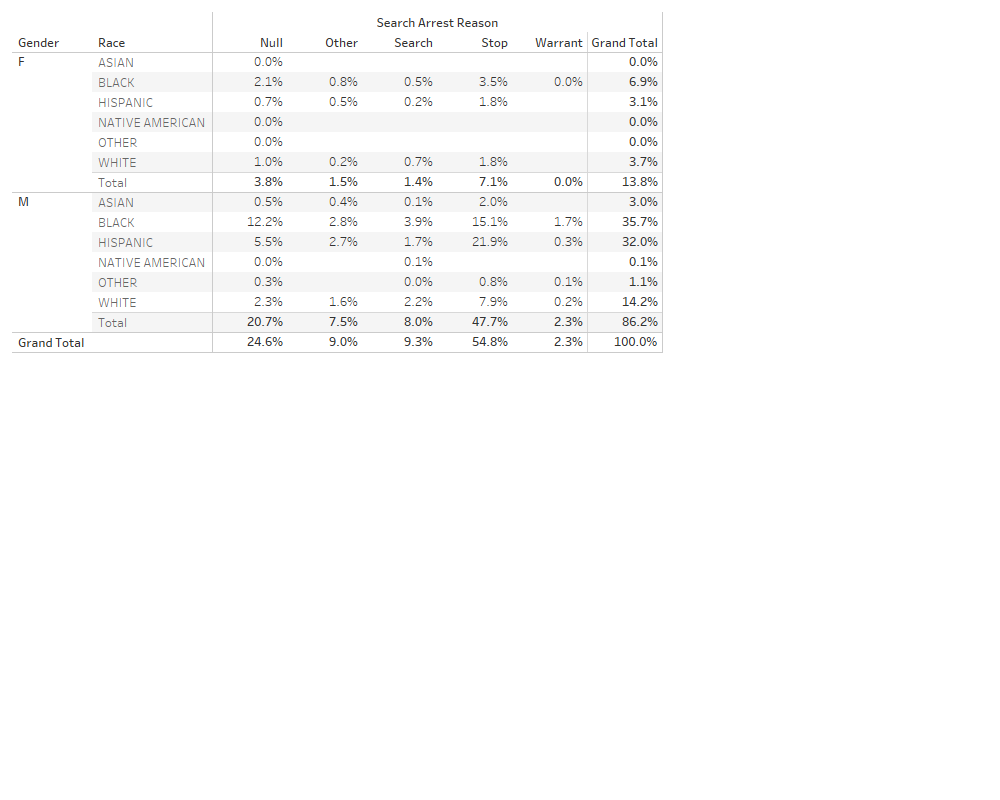 Search Arrest Reason
Gender Race Null Other Search Stop Warrant Grand Total
F ASIAN 0.0% 0.0%
BLACK 2.1% 0.8% 0.5% 3.5% 0.0% 6.9%
HISPANIC 0.7% 0.5% 0.2% 1.8% 3.1%
NATIVE AMERICAN 0.0% 0.0%
OTHER 0.0% 0.0%
WHITE 1.0% 0.2% 0.7% 1.8% 3.7%
Total 3.8% 1.5% 1.4% 7.1% 0.0% 13.8%
M ASIAN 0.5% 0.4% 0.1% 2.0% 3.0%
BLACK 12.2% 2.8% 3.9% 15.1% 1.7% 35.7%
HISPANIC 5.5% 2.7% 1.7% 21.9% 0.3% 32.0%
NATIVE AMERICAN 0.0% 0.1% 0.1%
OTHER 0.3% 0.0% 0.8% 0.1% 1.1%
WHITE 2.3% 1.6% 2.2% 7.9% 0.2% 14.2%
Total 20.7% 7.5% 8.0% 47.7% 2.3% 86.2%
Grand Total 24.6% 9.0% 9.3% 54.8% 2.3% 100.0%